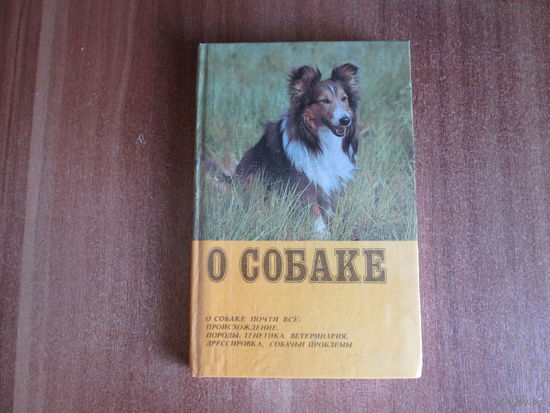 О СОБАКЕ
О СОБАКЕ ПОЧТИ ВСЁ:
ПРОИСХОЖДЕНИЕ,
ПОРОДЫ, ГЕНЕТИКА, ВЕТЕРИНАРИЯ,
ДРЕССИРОВКА, СОБАЧЬИ ПРОБЛЕМЫ